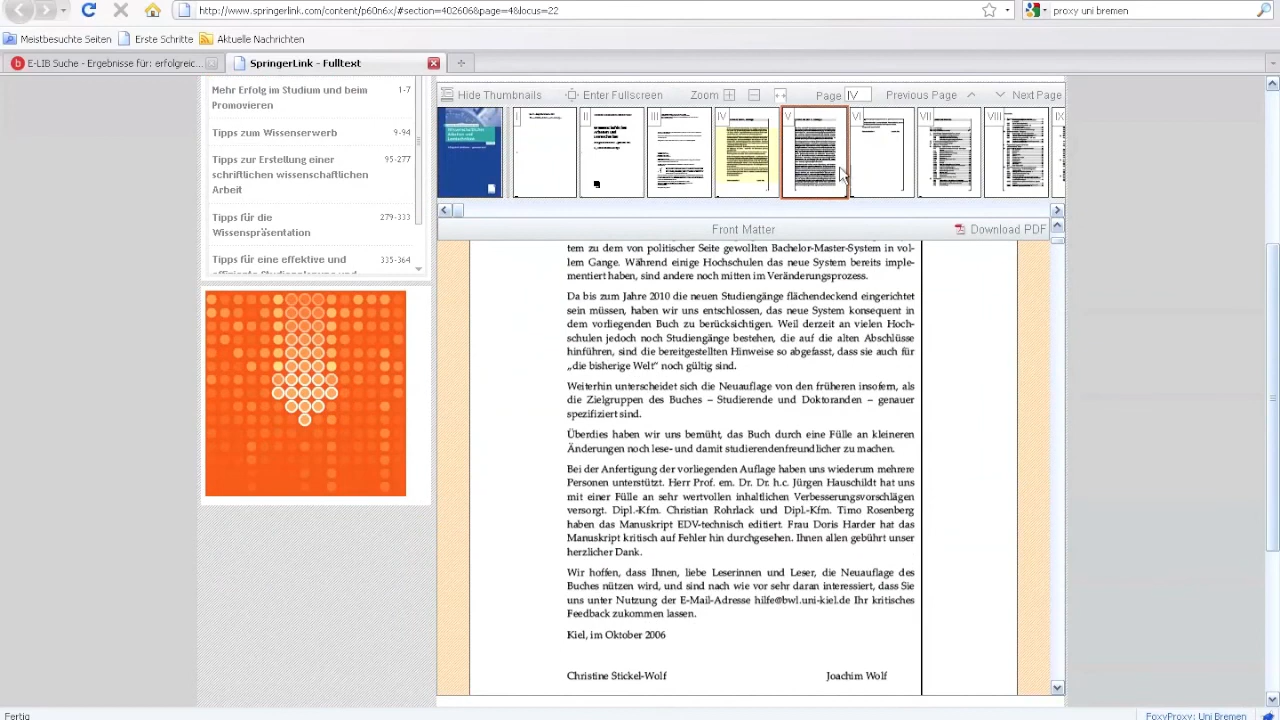 http://www.springerlink.com/content/p60n6x/#section=402606&page=4&locus=22
proxy uni bremen
Meistbesuchte Seiten
Erste Schritte
Aktuelle Nachrichten
E-LIB Suche - Ergebnisse für: erfolgreic...
SpringerLink - Fulltext
Mehr Erfolg im Studium und beim 1-7
Promovieren
Tipps zum Wissenserwerb 9-94
Tipps zur Erstellung einer 95-277
schriftlichen wissenschaftlichen
Arbeit
Tipps für die 279-333
Wissenspräsentation
Tipps für eine effektive und 335-364
Hide Thumbnails
Enter Fullscreen
Zoom
Page IV
Previous Page
Next Page
I
II
III
IV
V
VI
VII
VIII
IX
Front Matter
Download PDF
tem zu dem von politischer Seite gewollten Bachelor-Master-System in vol-
lem Gange. Während einige Hochschulen das neue System bereits imple-
mentiert haben, sind andere noch mitten im Veränderungsprozess.
Da bis zum Jahre 2010 die neuen Studiengänge flächendeckend eingerichtet
sein müssen, haben wir uns entschlossen, das neue System konsequent in
dem vorliegenden Buch zu berücksichtigen. Weil derzeit an vielen Hoch-
schulen jedoch noch Studiengänge bestehen, die auf die alten Abschlüsse
hinführen, sind die bereitgestellten Hinweise so abgefasst, dass sie auch für
„die bisherige Welt" noch gültig sind.
Weiterhin unterscheidet sich die Neuauflage von den früheren insofern, als
die Zielgruppen des Buches – Studierende und Doktoranden – genauer
spezifiziert sind.
Überdies haben wir uns bemüht, das Buch durch eine Fülle an kleineren
Änderungen noch lese- und damit studierendenfreundlicher zu machen.
Bei der Anfertigung der vorliegenden Auflage haben uns wiederum mehrere
Personen unterstützt. Herr Prof. em. Dr. Dr. h.c. Jürgen Hauschildt hat uns
mit einer Fülle an sehr wertvollen inhaltlichen Verbesserungsvorschlägen
versorgt. Dipl.-Kfm. Christian Rohrlack und Dipl.-Kfm. Timo Rosenberg
haben das Manuskript EDV-technisch editiert. Frau Doris Harder hat das
Manuskript kritisch auf Fehler hin durchgesehen. Ihnen allen gebührt unser
herzlicher Dank.
Wir hoffen, dass Ihnen, liebe Leserinnen und Leser, die Neuauflage des
Buches nützen wird, und sind nach wie vor sehr daran interessiert, dass Sie
uns unter Nutzung der E-Mail-Adresse hilfe@bwl.uni-kiel.de Ihr kritisches
Feedback zukommen lassen.
Kiel, im Oktober 2006
Christine Stickel-Wolf Joachim Wolf
Fertig
FoxyProxy: Uni Bremen